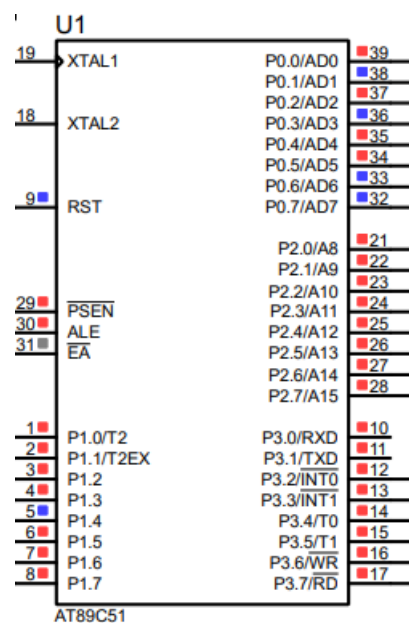 U1
19 XTAL1 P0.0/AD0 39
P0.1/AD1 38
P0.2/AD2 37
18 XTAL2 P0.3/AD3 36
P0.4/AD4 35
P0.5/AD5 34
P0.6/AD6 33
9 RST P0.7/AD7 32
P2.0/A8 21
P2.1/A9 22
P2.2/A10 23
29 PSEN P2.3/A11 24
30 ALE P2.4/A12 25
31 EA P2.5/A13 26
P2.6/A14 27
P2.7/A15 28
1 P1.0/T2 P3.0/RXD 10
2 P1.1/T2EX P3.1/TXD 11
3 P1.2 P3.2/INT0 12
4 P1.3 P3.3/INT1 13
5 P1.4 P3.4/T0 14
6 P1.5 P3.5/T1 15
7 P1.6 P3.6/WR 16
8 P1.7 P3.7/RD 17
AT89C51